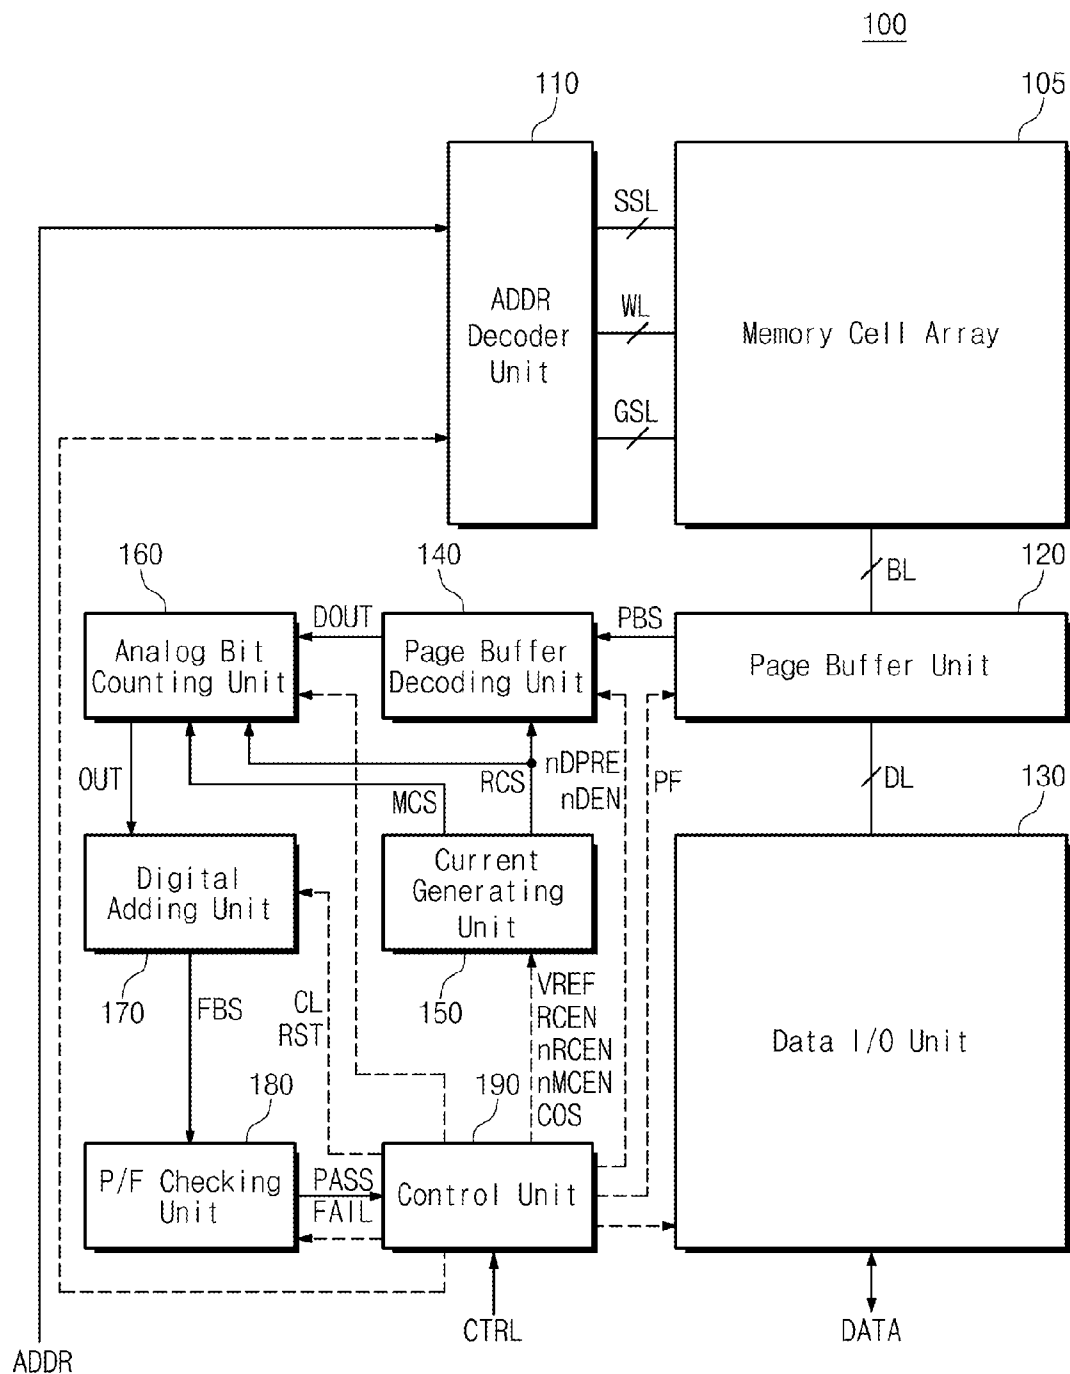 100
110
105
SSL
ADDR
Decoder
Unit
WL
Memory Cell Array
GSL
160
140
BL
120
DOUT
PBS
Analog Bit
Counting Unit
Page Buffer
Decoding Unit
Page Buffer Unit
OUT
MCS
RCS
nDPRE
nDEN
PF
DL
130
Digital
Adding Unit
Current
Generating
Unit
170
FBS
CL
RST
150
VREF
RCEN
nRCEN
nMCEN
COS
Data I/O Unit
180
190
P/F Checking
Unit
PASS
FAIL
Control Unit
CTRL
DATA
ADDR